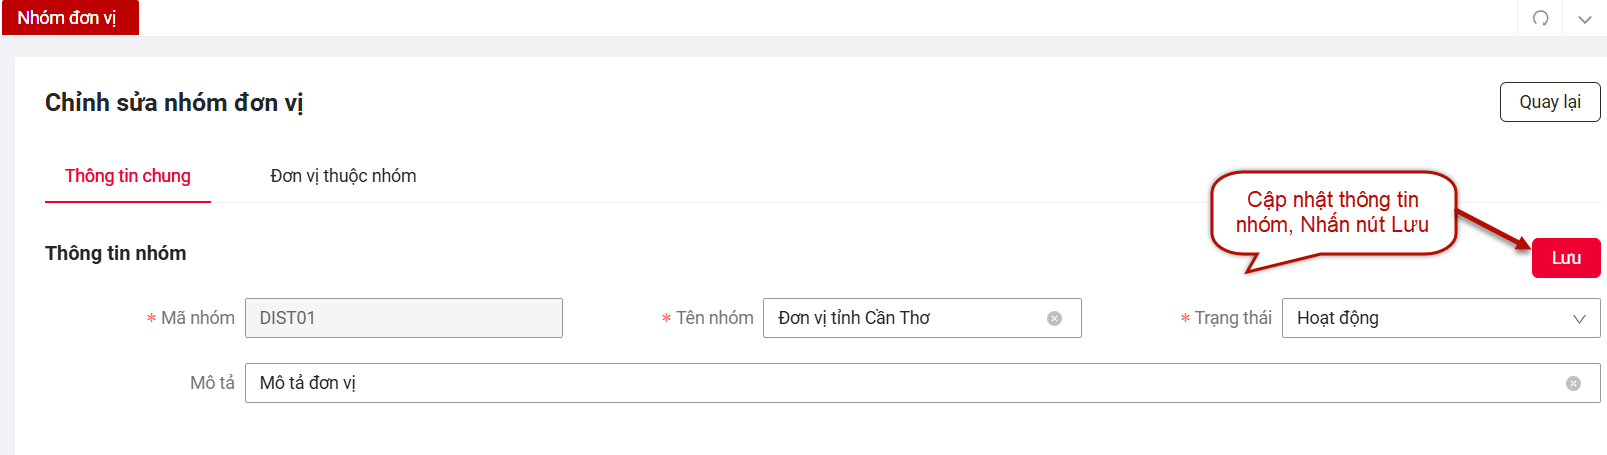 Nhóm đơn vị
Chỉnh sửa nhóm đơn vị
Quay lại
Thông tin chung
Đơn vị thuộc nhóm
Cập nhật thông tin
nhóm, Nhấn nút Lưu
Thông tin nhóm
Lưu
* Mã nhóm DIST01 * Tên nhóm Đơn vị tỉnh Cần Thơ * Trạng thái Hoạt động
Mô tả Mô tả đơn vị